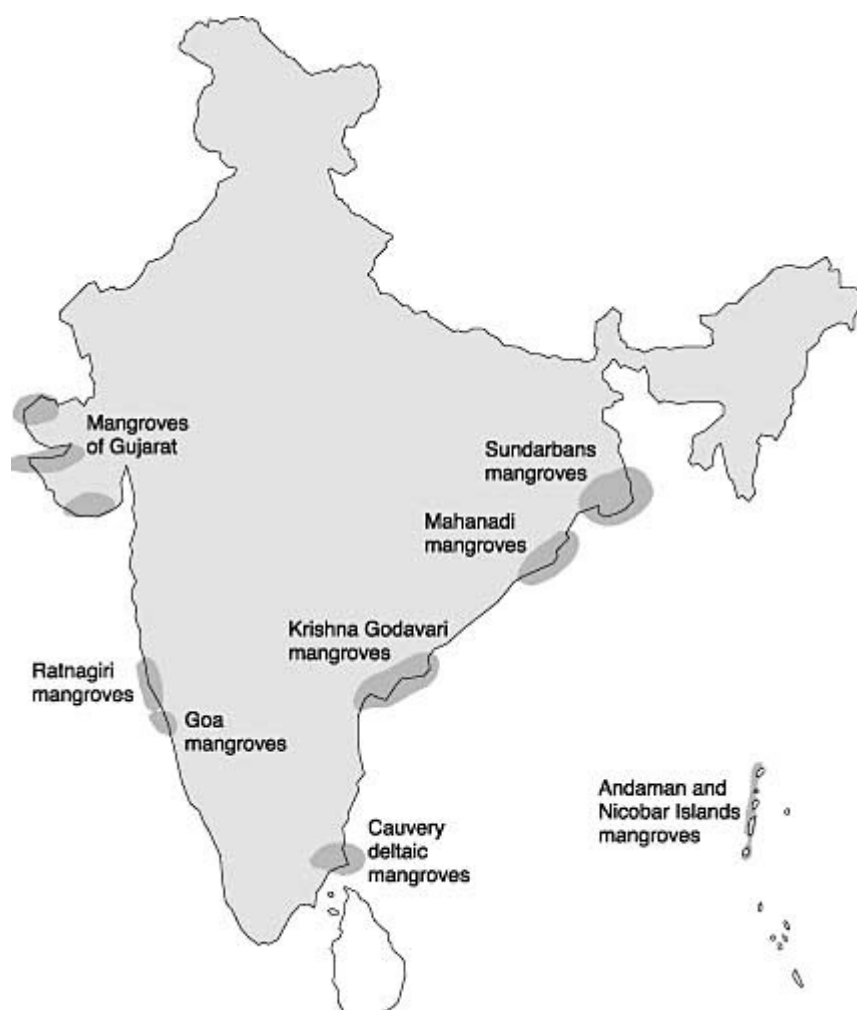 Mangroves
of Gujarat
Sundarbans
mangroves
Mahanadi
mangroves
Krishna Godavari
mangroves
Ratnagiri
mangroves
Goa
mangroves
Andaman and
Nicobar Islands
mangroves
Cauvery
deltaic
mangroves